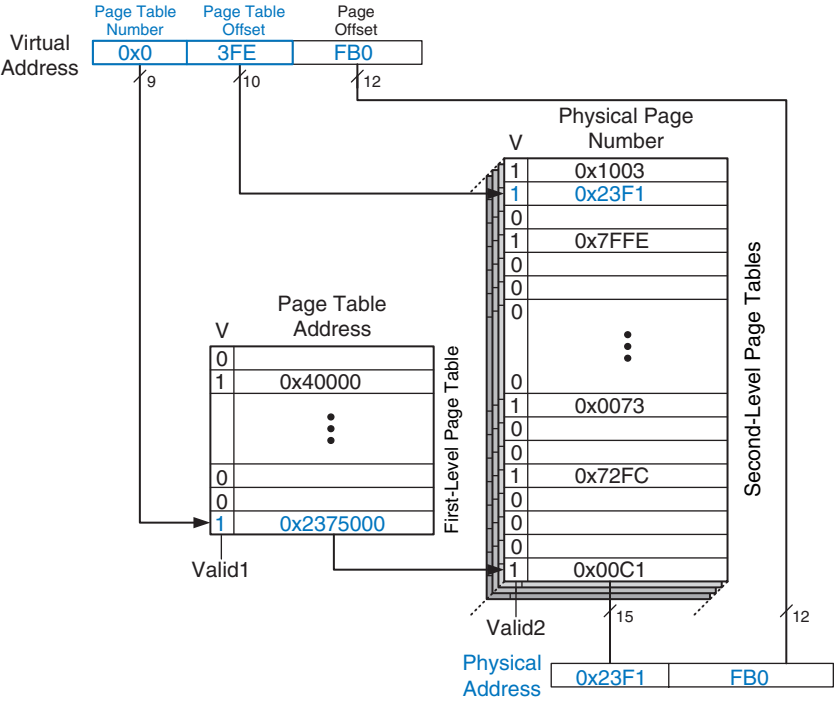 Page Table
Number
Page Table
Offset
Page
Offset
Virtual
Address
0x0
3FE
FB0
9
10
12
Physical Page
Number
V
1 0x1003
1 0x23F1
0
1 0x7FFE
0
0
0
0
1 0x0073
0
0
1 0x72FC
0
0
0
1 0x00C1
Second-Level Page Tables
Page Table
Address
V
0
1 0x40000
0
0
1 0x2375000
First-Level Page Table
Valid1
Valid2
15
12
Physical
Address
0x23F1
FB0